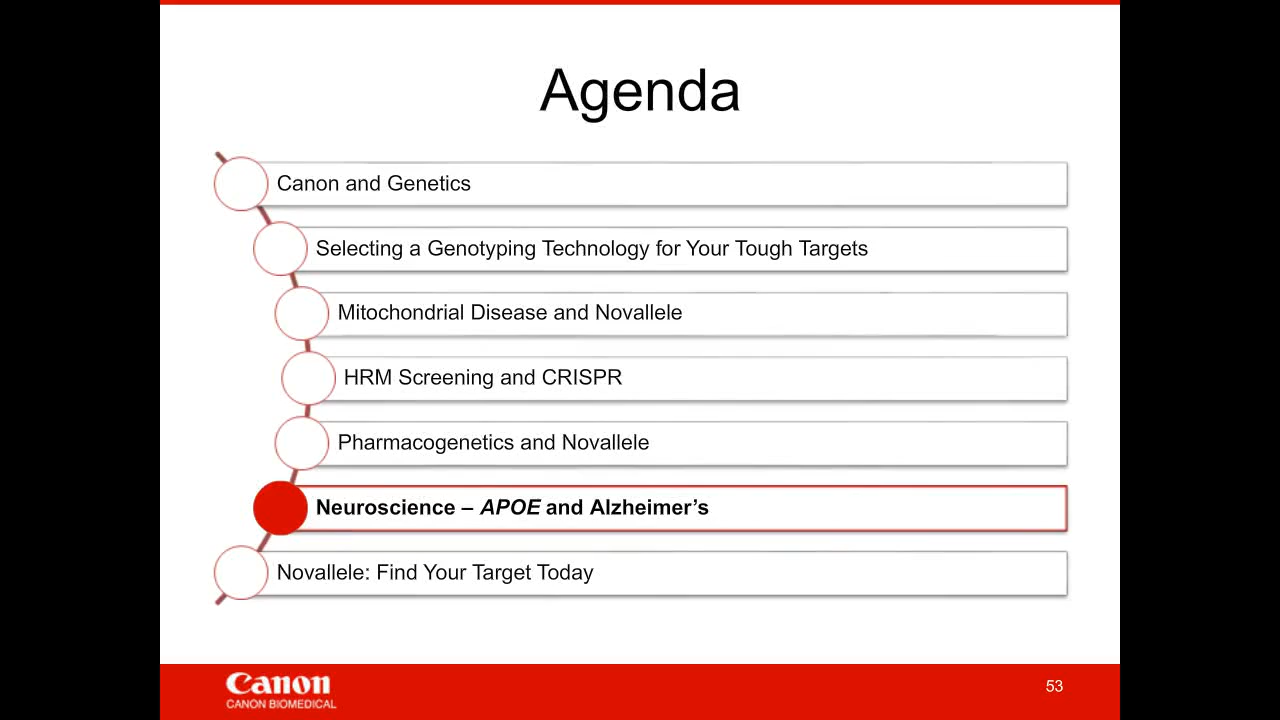 Agenda
Canon and Genetics
Selecting a Genotyping Technology for Your Tough Targets
Mitochondrial Disease and Novallele
HRM Screening and CRISPR
Pharmacogenetics and Novallele
Neuroscience – APOE and Alzheimer’s
Novallele: Find Your Target Today
Canon
CANON BIOMEDICAL
53